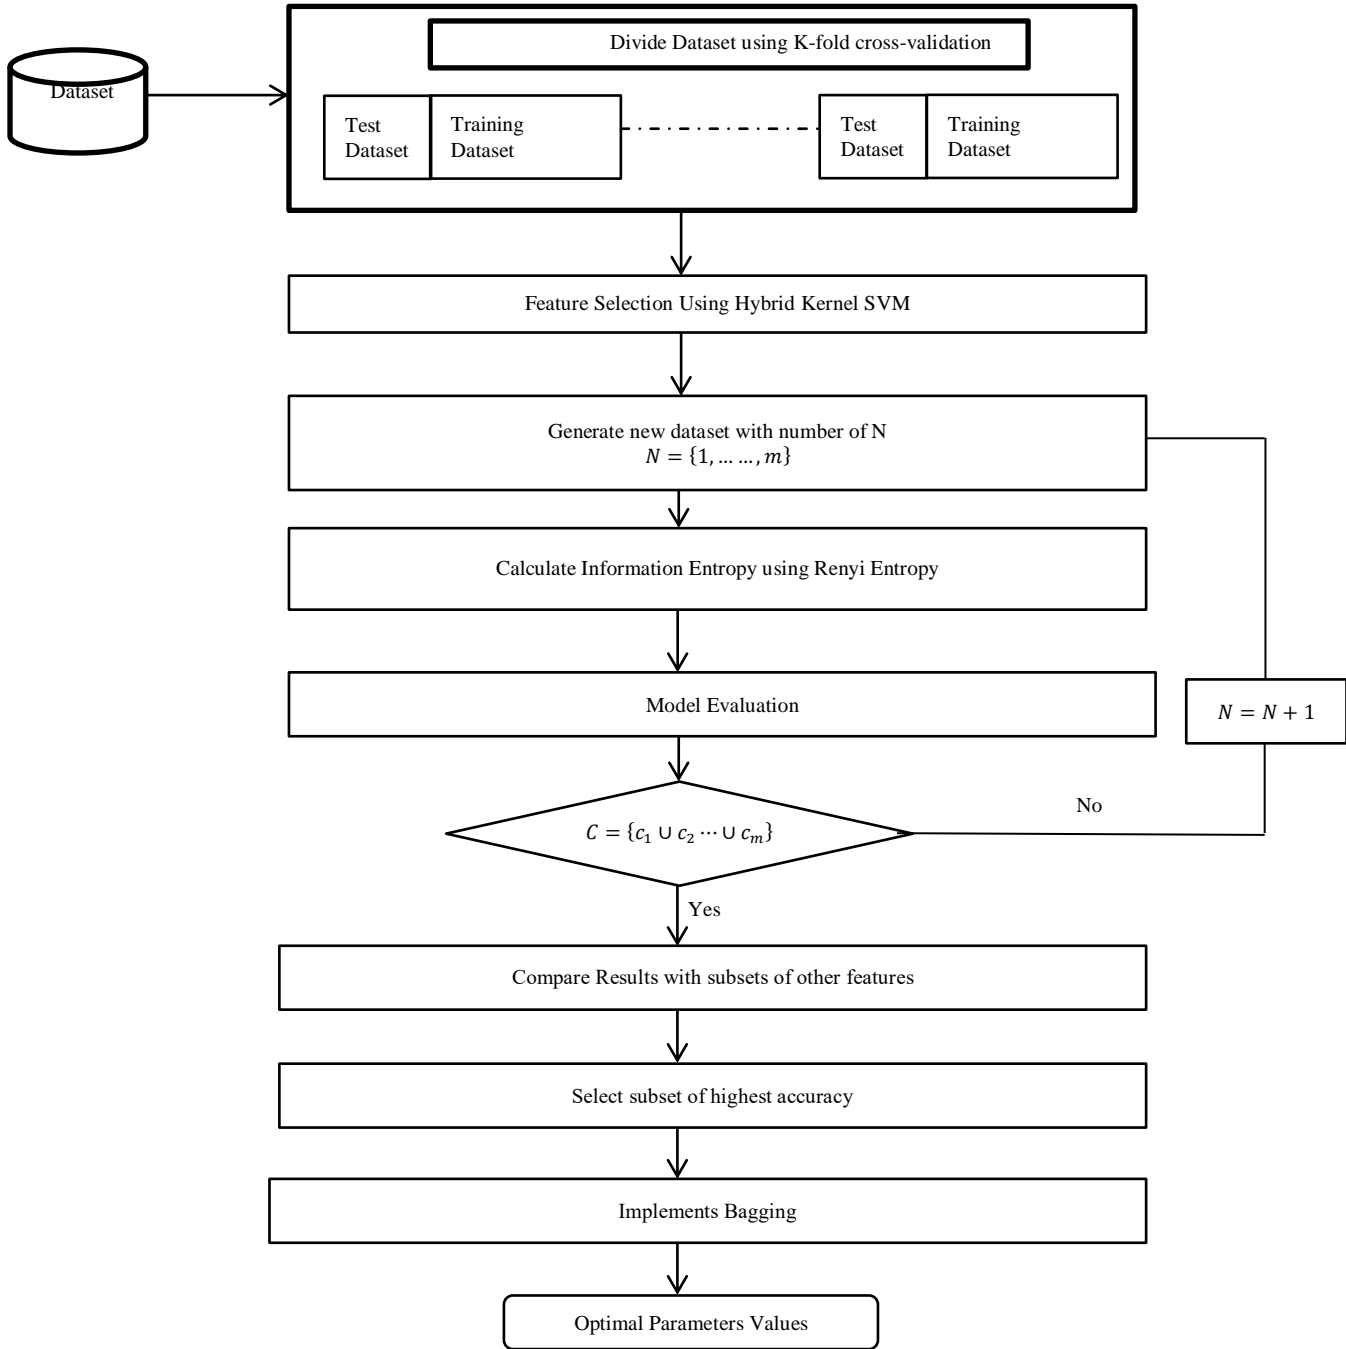 Divide Dataset using K-fold cross-validation
Dataset
Test
Dataset
Training
Dataset
Test
Dataset
Training
Dataset
Feature Selection Using Hybrid Kernel SVM
Generate new dataset with number of N
N = {1, … … , m}
Calculate Information Entropy using Renyi Entropy
Model Evaluation
N = N + 1
No
C = {c₁ ∪ c₂ ⋯ ∪ cₘ}
Yes
Compare Results with subsets of other features
Select subset of highest accuracy
Implements Bagging
Optimal Parameters Values